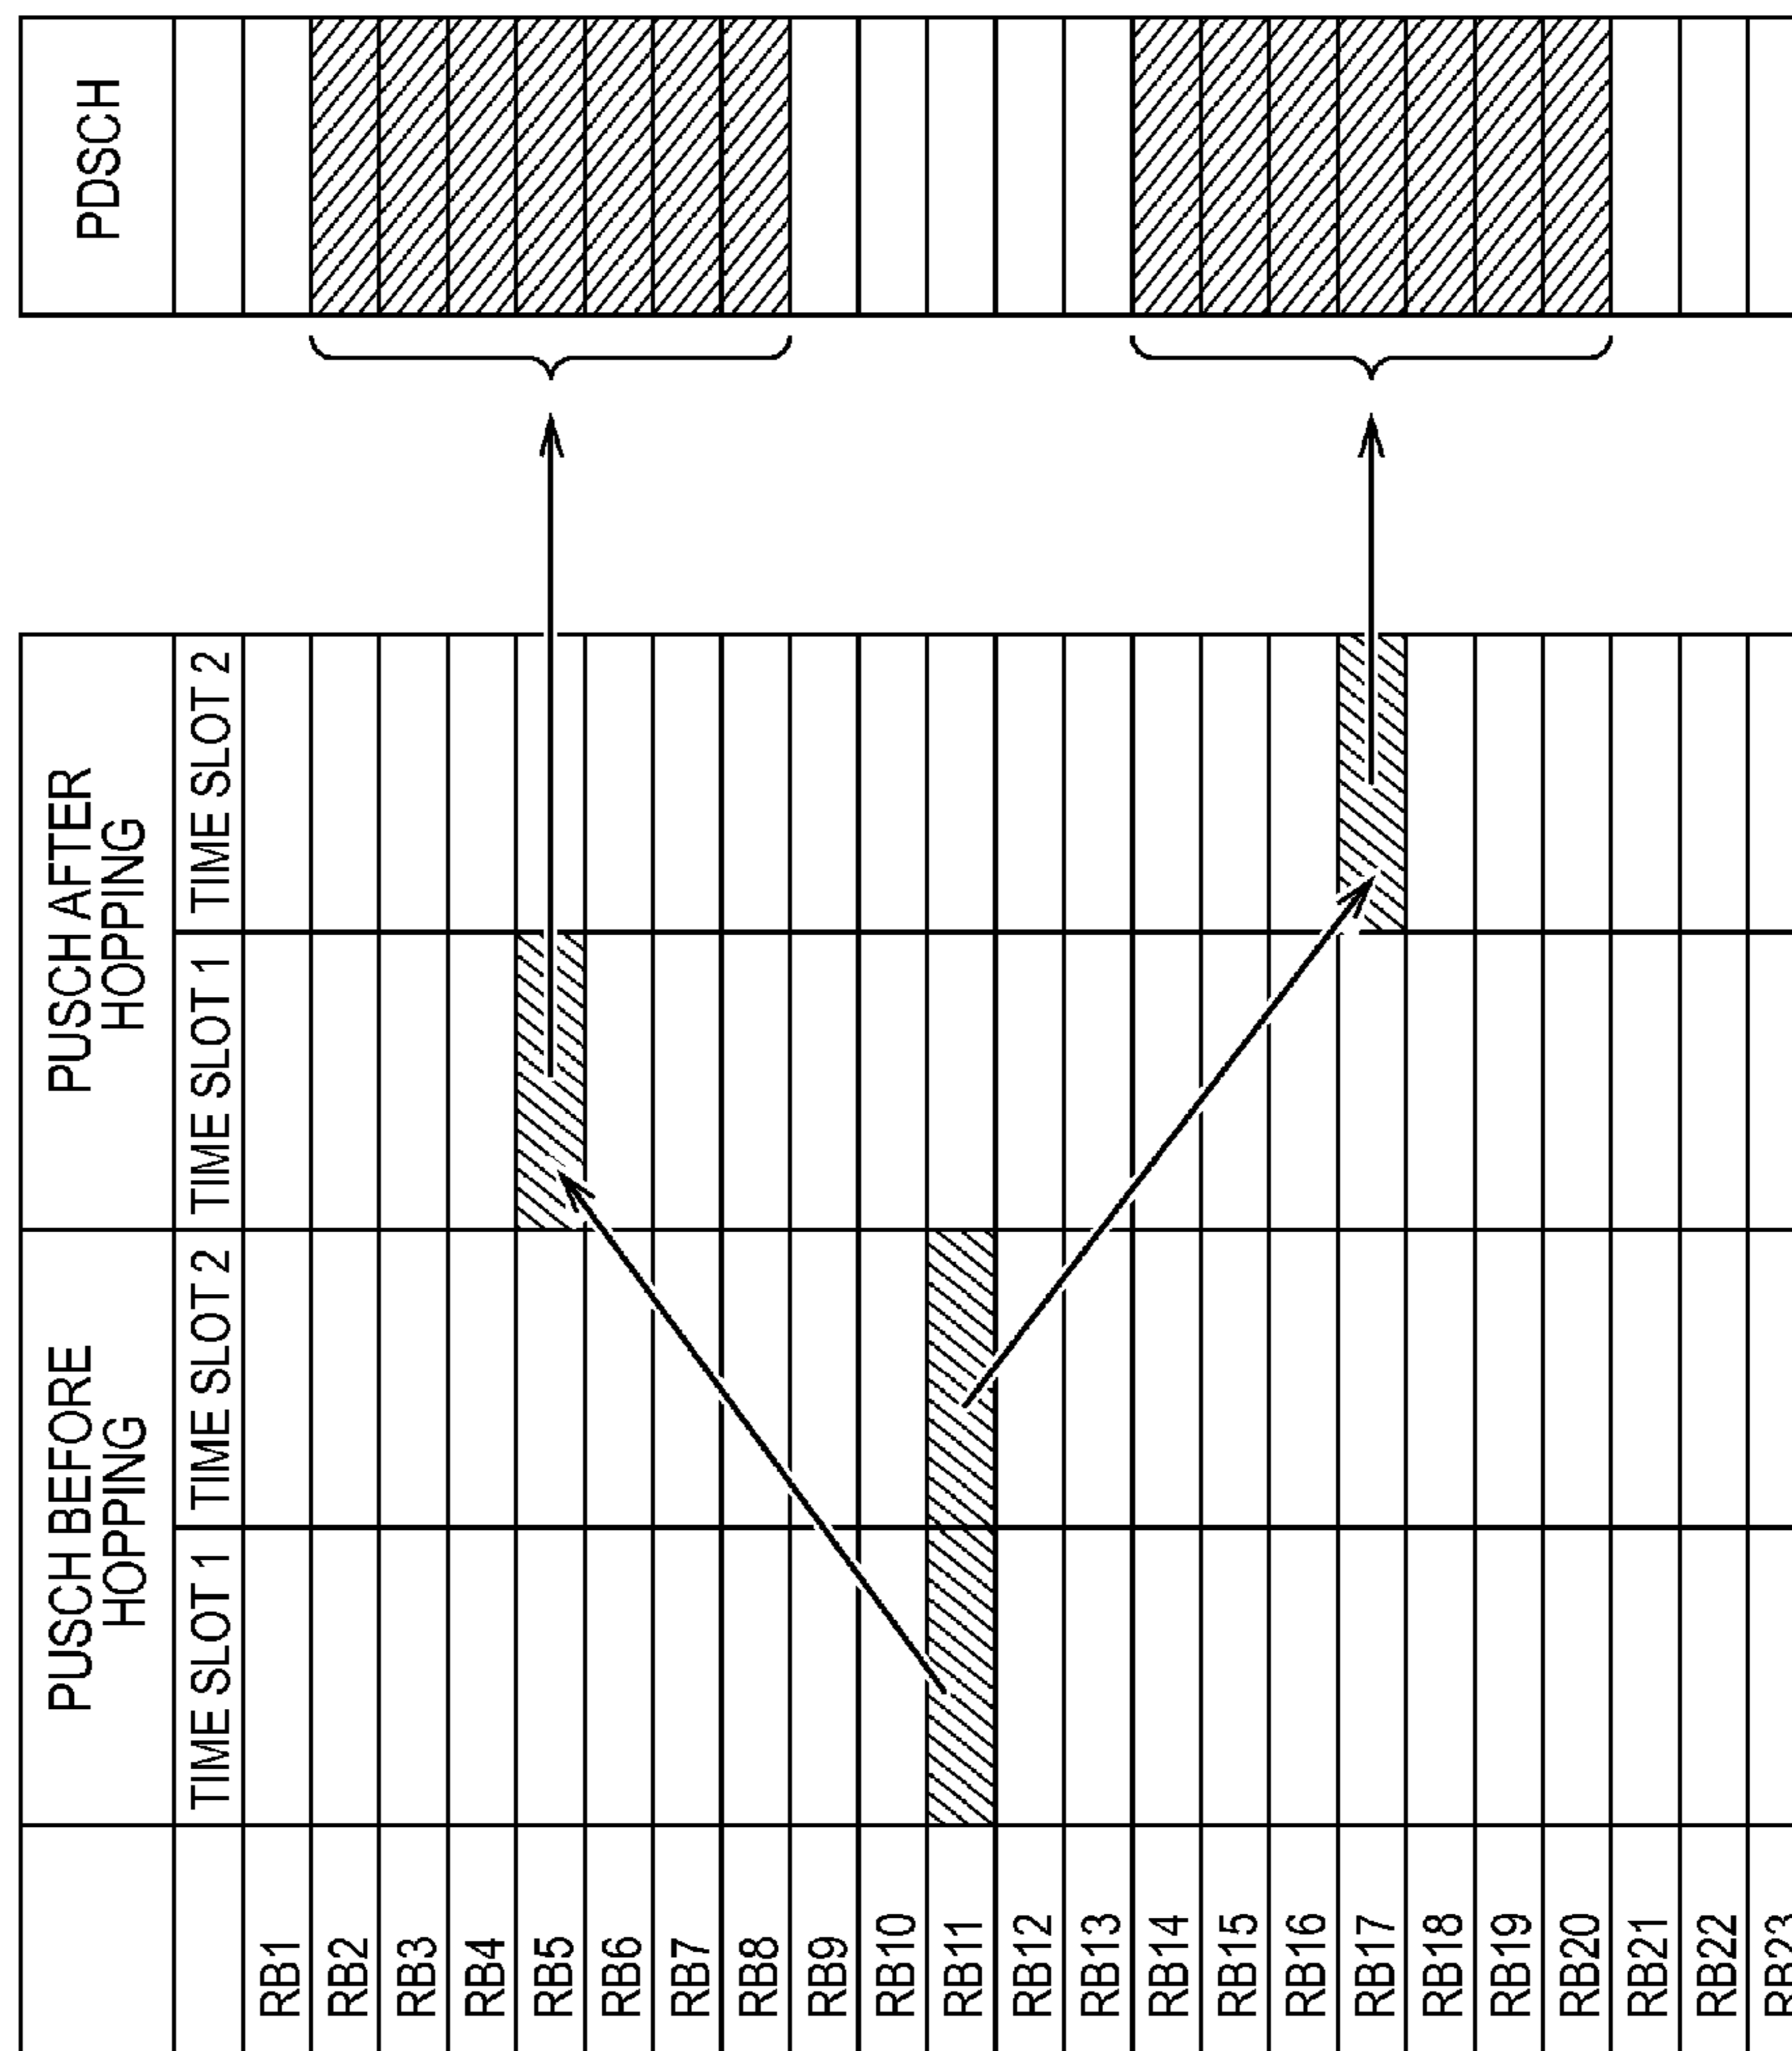 PUSCH BEFORE
HOPPING
PUSCH AFTER
HOPPING
PDSCH
TIME SLOT 1
TIME SLOT 2
TIME SLOT 1
TIME SLOT 2
RB1
RB2
RB3
RB4
RB5
RB6
RB7
RB8
RB9
RB10
RB11
RB12
RB13
RB14
RB15
RB16
RB17
RB18
RB19
RB20
RB21
RB22
RB23